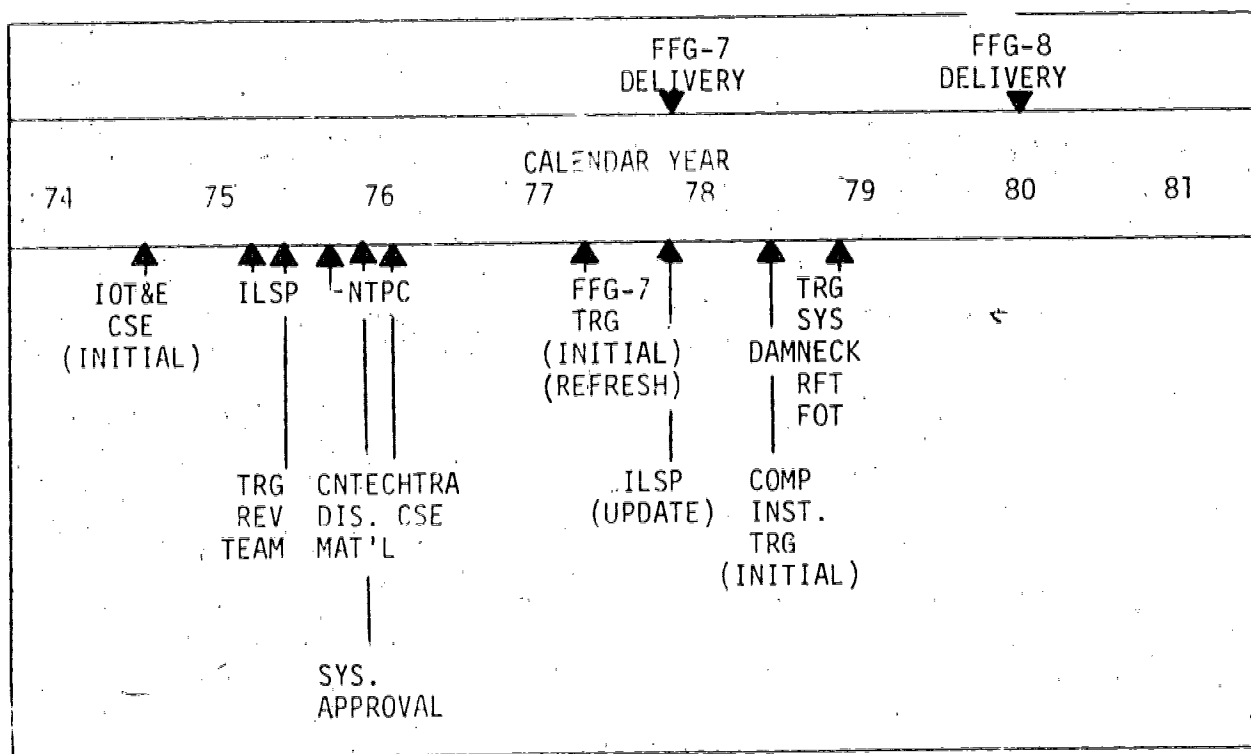 FFG-7
DELIVERY
FFG-8
DELIVERY
CALENDAR YEAR
74 75 76 77 78 79 80 81
IOT&E
CSE
(INITIAL)
ILSP
-NTPC
FFG-7
TRG
(INITIAL)
(REFRESH)
TRG
SYS
DAMNECK
RFT
FOT
TRG
REV
TEAM
CNTECHTRA
DIS. CSE
MAT'L
ILSP
(UPDATE)
COMP
INST.
TRG
(INITIAL)
SYS.
APPROVAL